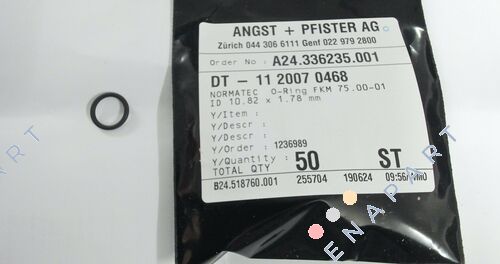 ANGST + PFISTER AG
Zürich 044 306 6111 Genf 022 979 2800
Order No : A24.336235.001
DT - 11 2007 0468
NORMATEC O-Ring FKM 75.00-01
ID 10.82 x 1.78 mm
Y/Item :
Y/Descr :
Y/Descr :
Y/Order : 1236989
Y/Quantity :
TOTAL QTY 50 ST
B24.518760.001 255704 190624 09:56
ENAPART